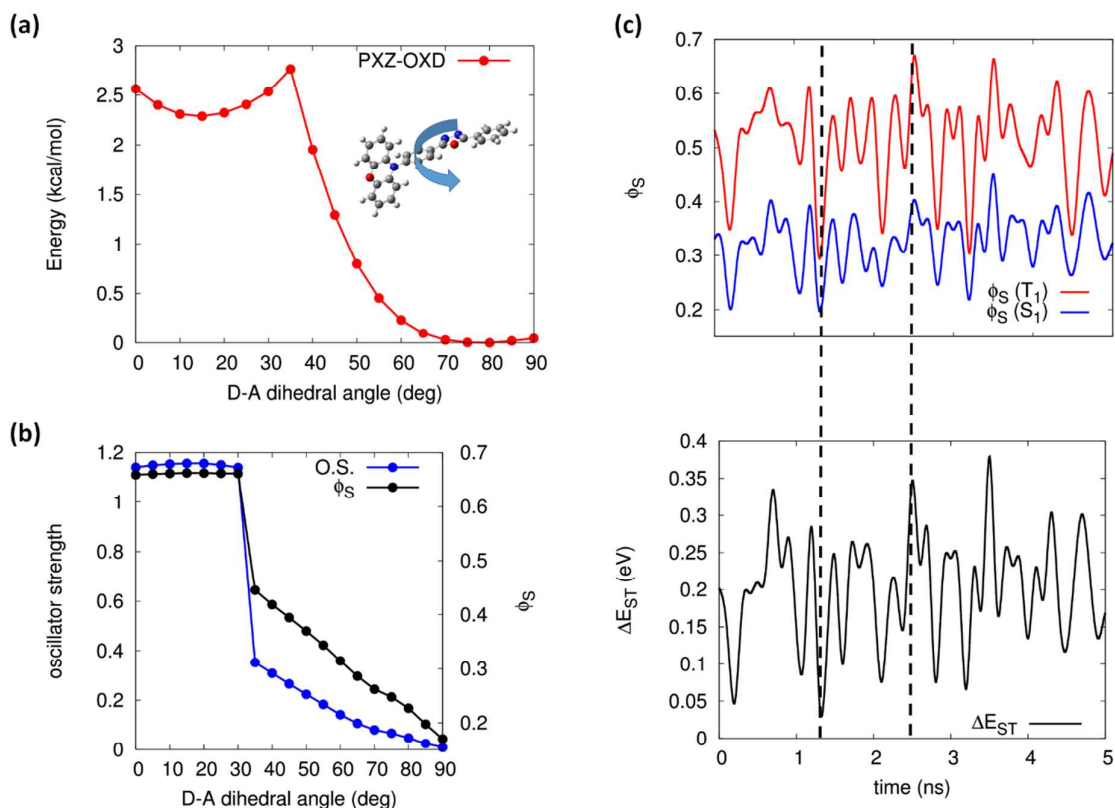 (a)
3
2.5
2
1.5
1
0.5
0
Energy (kcal/mol)
PXZ-OXD
0 10 20 30 40 50 60 70 80 90
D-A dihedral angle (deg)
(b)
1.2
1
0.8
0.6
0.4
0.2
0
oscillator strength
O.S.
ϕS
0.7
0.6
0.5
0.4
0.3
0.2
ϕS
0 10 20 30 40 50 60 70 80 90
D-A dihedral angle (deg)
(c)
0.7
0.6
0.5
0.4
0.3
0.2
ϕS
ϕS (T1)
ϕS (S1)
0.4
0.35
0.3
0.25
0.2
0.15
0.1
0.05
0
ΔEST (eV)
ΔEST
0 1 2 3 4 5
time (ns)